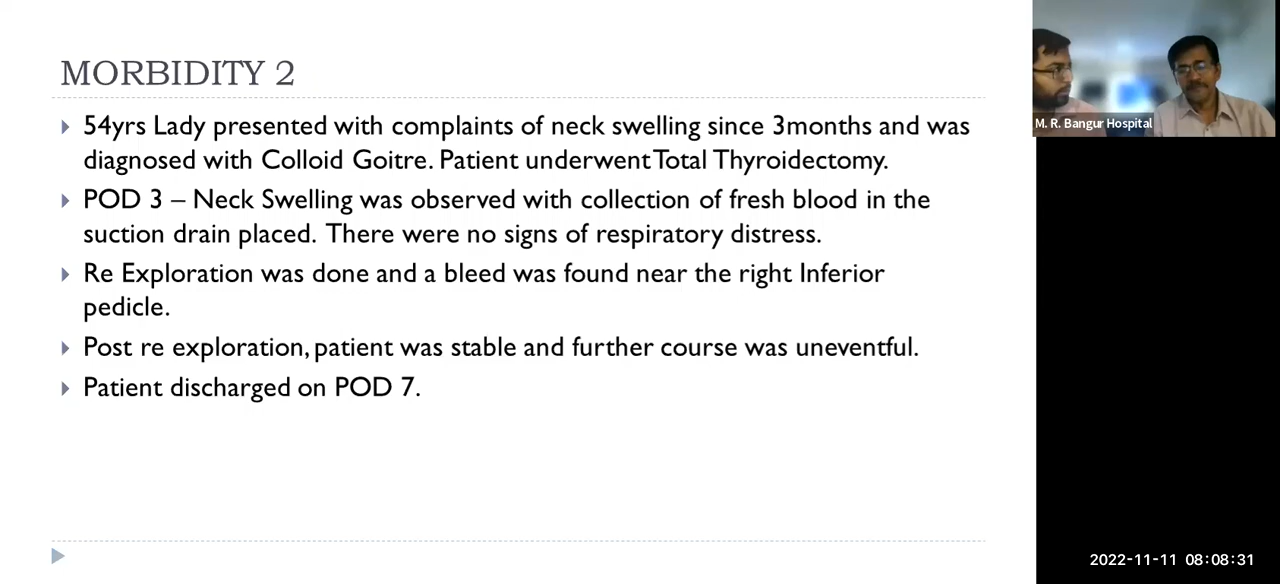 MORBIDITY 2
54yrs Lady presented with complaints of neck swelling since 3months and was
diagnosed with Colloid Goitre. Patient underwent Total Thyroidectomy.
POD 3 – Neck Swelling was observed with collection of fresh blood in the
suction drain placed. There were no signs of respiratory distress.
Re Exploration was done and a bleed was found near the right Inferior
pedicle.
Post re exploration, patient was stable and further course was uneventful.
Patient discharged on POD 7.
M. R. Bangur Hospital
2022-11-11 08:08:31